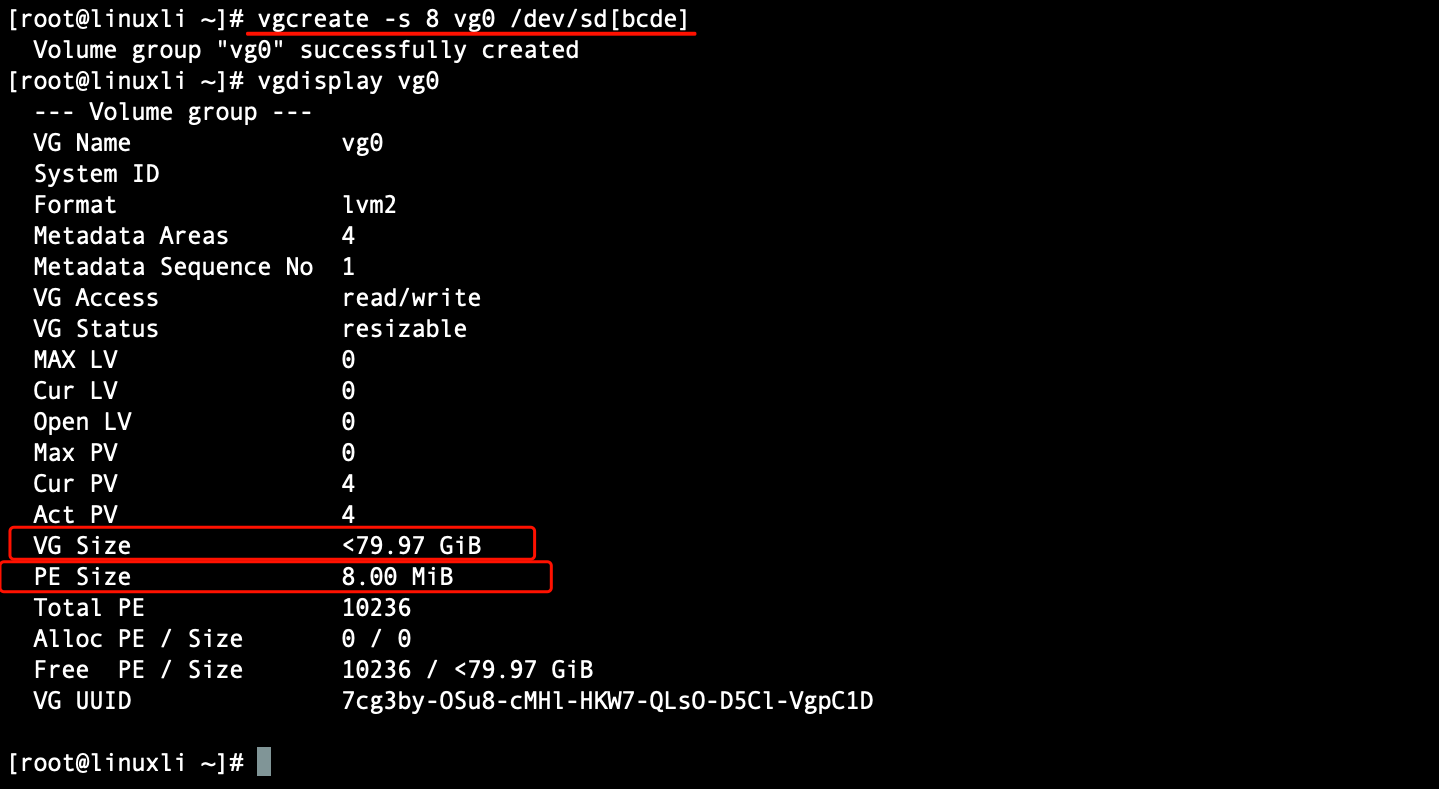 [root@linuxli ~]# vgcreate -s 8 vg0 /dev/sd[bcde]
  Volume group "vg0" successfully created
[root@linuxli ~]# vgdisplay vg0
  --- Volume group ---
  VG Name               vg0
  System ID
  Format                lvm2
  Metadata Areas        4
  Metadata Sequence No  1
  VG Access             read/write
  VG Status             resizable
  MAX LV                0
  Cur LV                0
  Open LV               0
  Max PV                0
  Cur PV                4
  Act PV                4
  VG Size               <79.97 GiB
  PE Size               8.00 MiB
  Total PE              10236
  Alloc PE / Size       0 / 0
  Free  PE / Size       10236 / <79.97 GiB
  VG UUID               7cg3by-OSu8-cMHl-HKW7-QLsO-D5Cl-VgpC1D
[root@linuxli ~]#